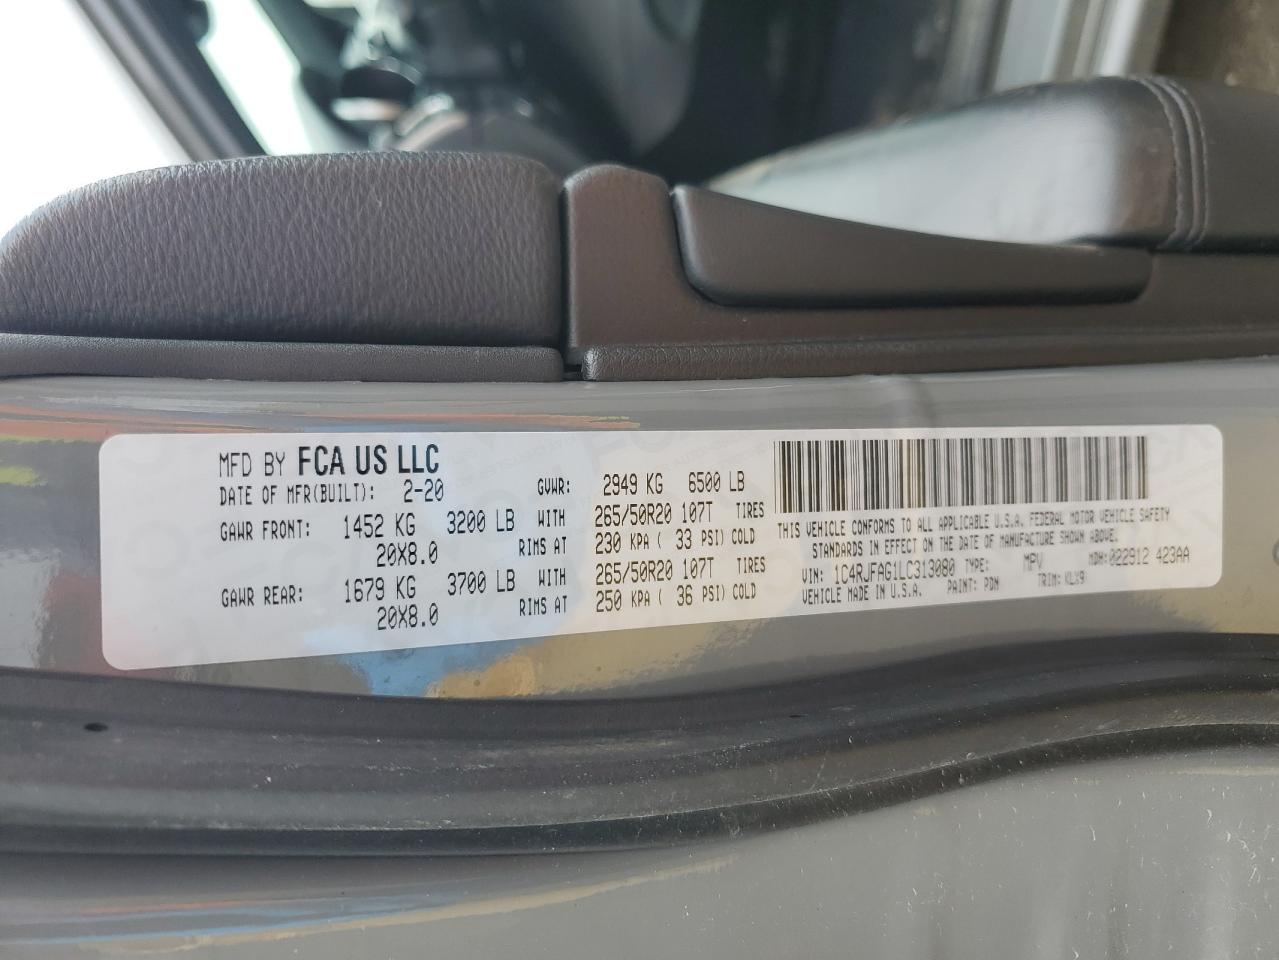 MFD BY FCA US LLC
DATE OF MFR(BUILT): 2-20 GVWR: 2949 KG 6500 LB
GAWR FRONT: 1452 KG 3200 LB WITH 265/50R20 107T TIRES
20X8.0 RIMS AT 230 KPA ( 33 PSI) COLD
GAWR REAR: 1679 KG 3700 LB WITH 265/50R20 107T TIRES
20X8.0 RIMS AT 250 KPA ( 36 PSI) COLD
THIS VEHICLE CONFORMS TO ALL APPLICABLE U.S.A. FEDERAL MOTOR VEHICLE SAFETY
STANDARDS IN EFFECT ON THE DATE OF MANUFACTURE SHOWN ABOVE.
VIN: 1C4RJFAG1LC313080 TYPE: MPV MDH: 022912 423AA
VEHICLE MADE IN U.S.A. PAINT: PDN TRIM: